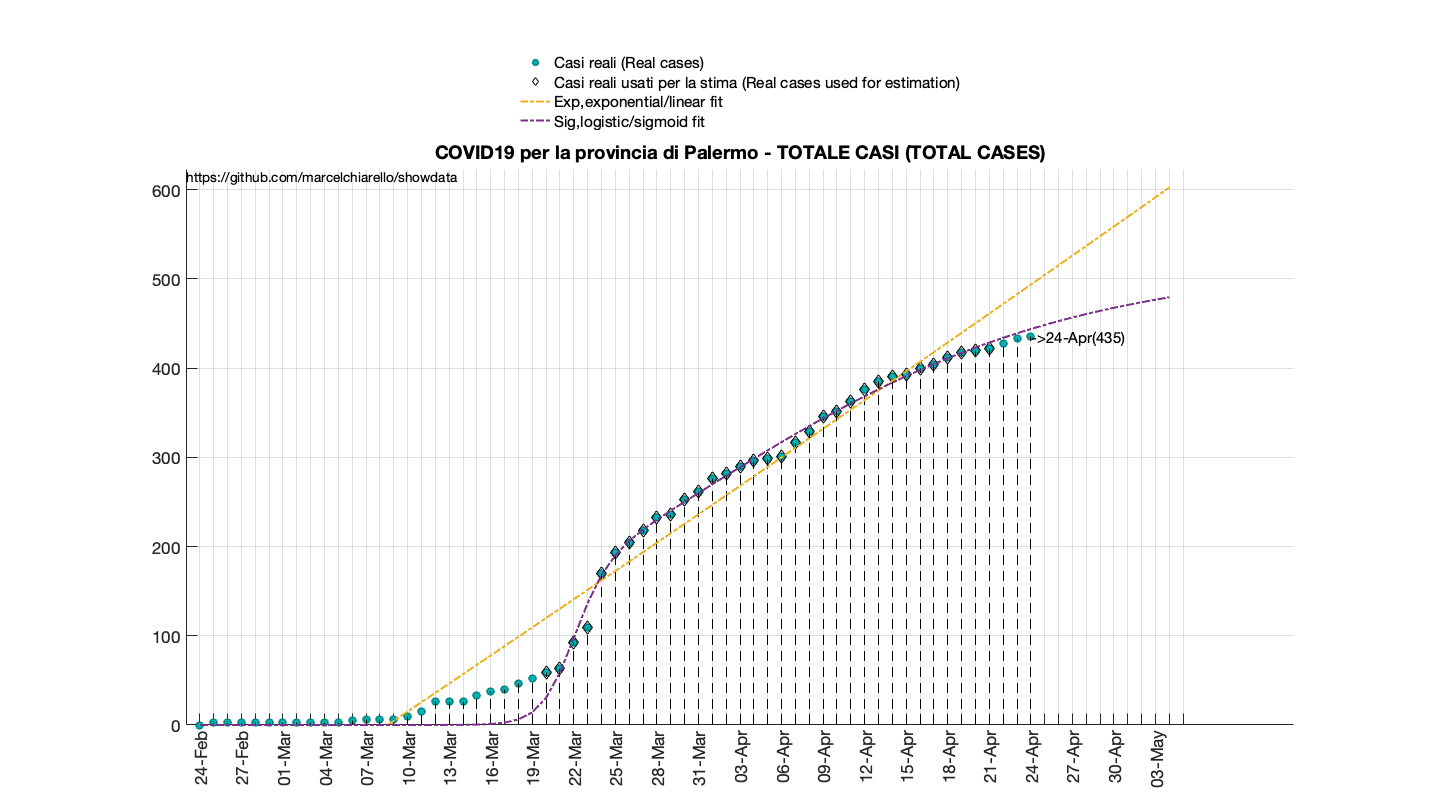 Casi reali (Real cases)
Casi reali usati per la stima (Real cases used for estimation)
Exp,exponential/linear fit
Sig,logistic/sigmoid fit
COVID19 per la provincia di Palermo - TOTALE CASI (TOTAL CASES)
https://github.com/marcelchiarello/showdata
600
500
400
300
200
100
0
>24-Apr(435)
24-Feb
27-Feb
01-Mar
04-Mar
07-Mar
10-Mar
13-Mar
16-Mar
19-Mar
22-Mar
25-Mar
28-Mar
31-Mar
03-Apr
06-Apr
09-Apr
12-Apr
15-Apr
18-Apr
21-Apr
24-Apr
27-Apr
30-Apr
03-May